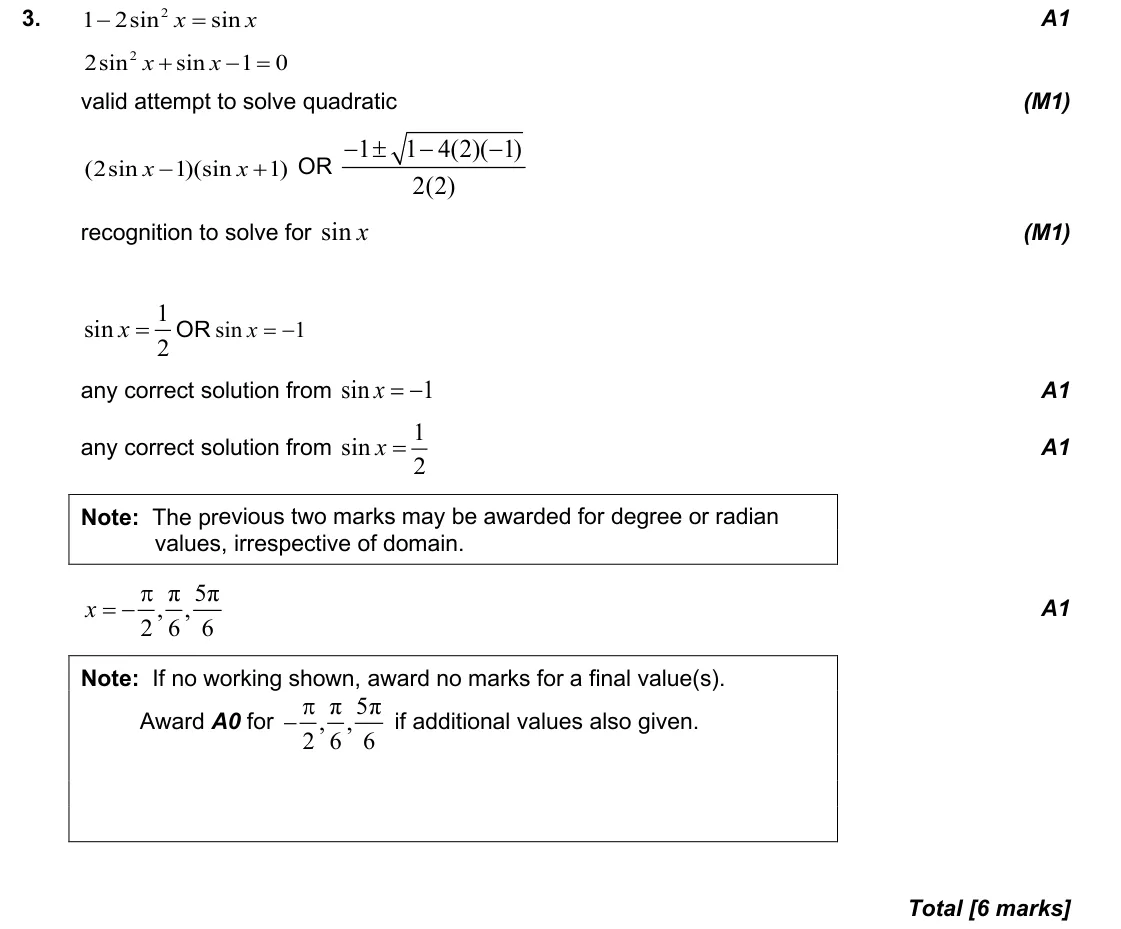 3. 1 − 2sin² x = sin x A1
2sin² x + sin x − 1 = 0
valid attempt to solve quadratic (M1)
(2sin x − 1)(sin x + 1) OR (−1 ± √(1 − 4(2)(−1)))/(2(2))
recognition to solve for sin x (M1)
sin x = 1/2 OR sin x = −1
any correct solution from sin x = −1 A1
any correct solution from sin x = 1/2 A1
Note: The previous two marks may be awarded for degree or radian
values, irrespective of domain.
x = −π/2, π/6, 5π/6 A1
Note: If no working shown, award no marks for a final value(s).
Award A0 for −π/2, π/6, 5π/6 if additional values also given.
Total [6 marks]